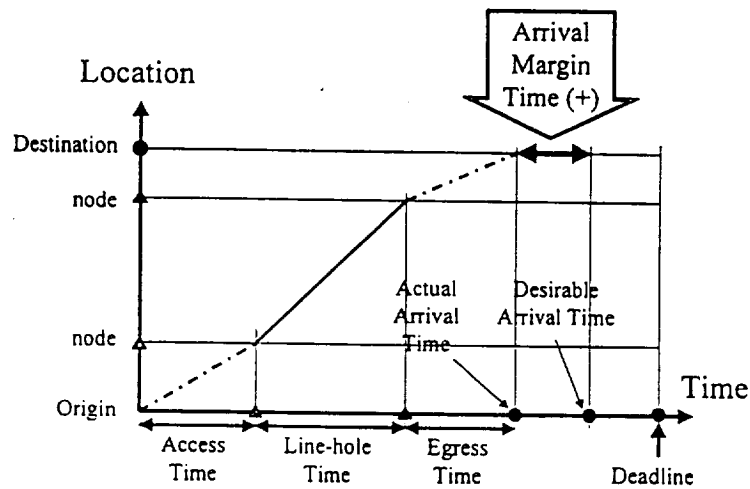 Arrival
Margin
Time (+)
Location
Destination
node
Actual
Arrival
Time
Desirable
Arrival Time
node
Origin
Time
Access
Time
Line-hole
Time
Egress
Time
Deadline